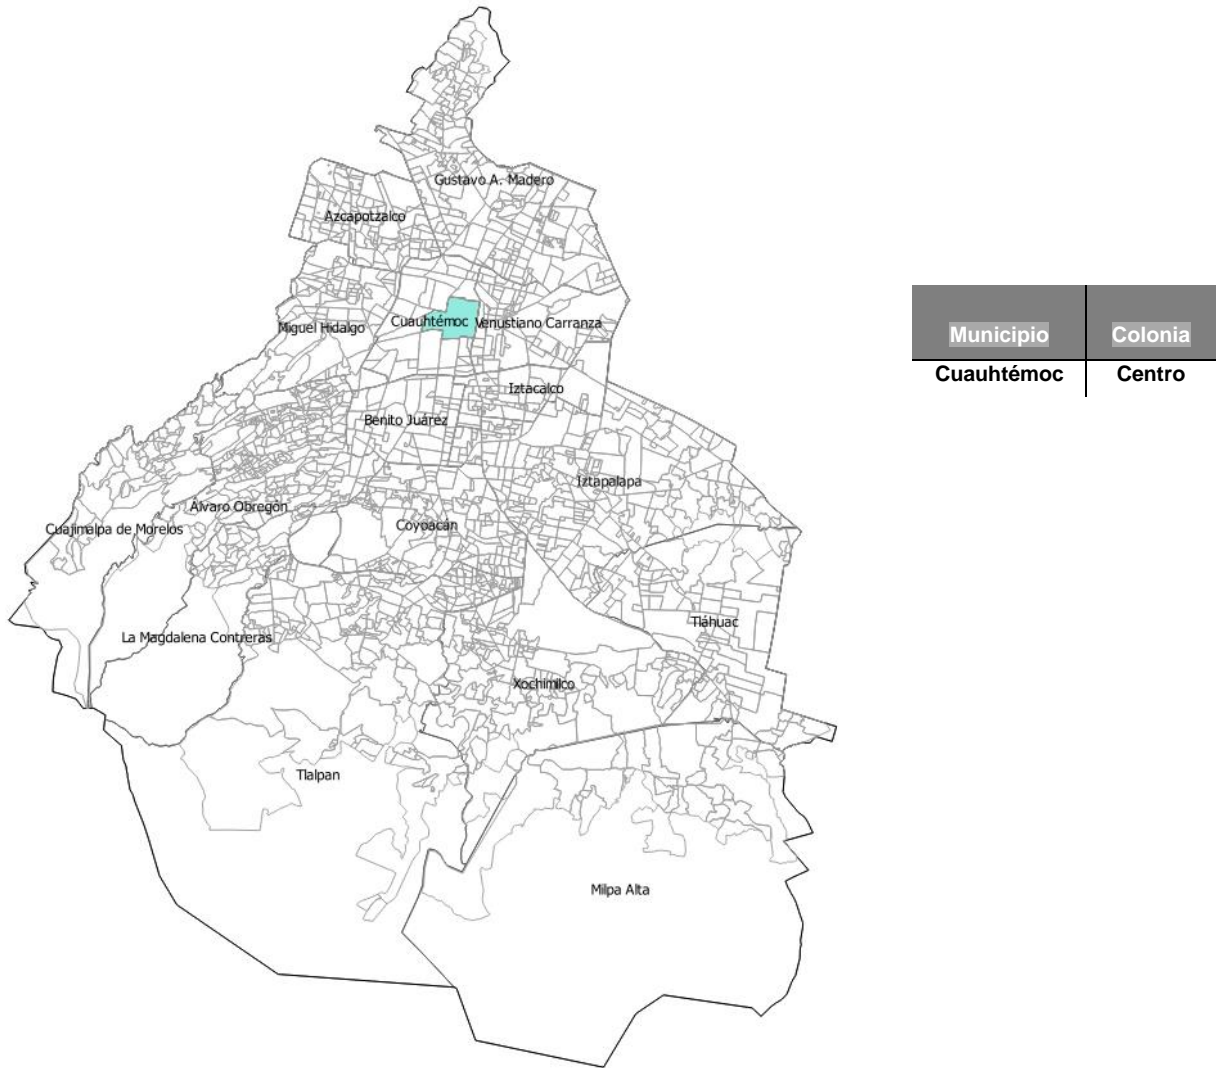 Gustavo A. Madero
Azcapotzalco
Miguel Hidalgo
Cuauhtémoc
Venustiano Carranza
Iztacalco
Benito Juárez
Iztapalapa
Álvaro Obregón
Cuajimalpa de Morelos
Coyoacán
La Magdalena Contreras
Tláhuac
Xochimilco
Tlalpan
Milpa Alta
Municipio Colonia
Cuauhtémoc Centro